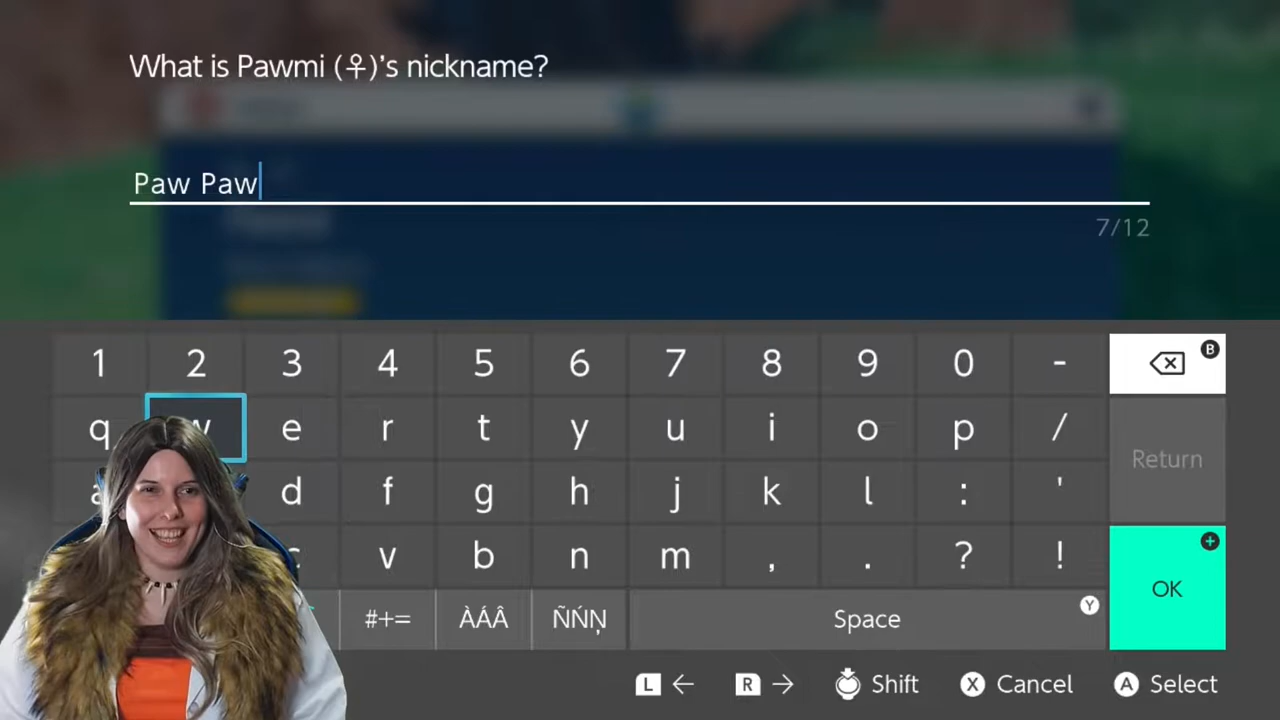 What is Pawmi (♀)'s nickname?
Paw Paw
7/12
1 2 3 4 5 6 7 8 9 0 -
B
q w e r t y u i o p /
Return
a d f g h j k l : '
+
c v b n m , . ? !
OK
#+= ÀÁÂ ÑŃŅ Space Y
L ← R → Shift X Cancel A Select